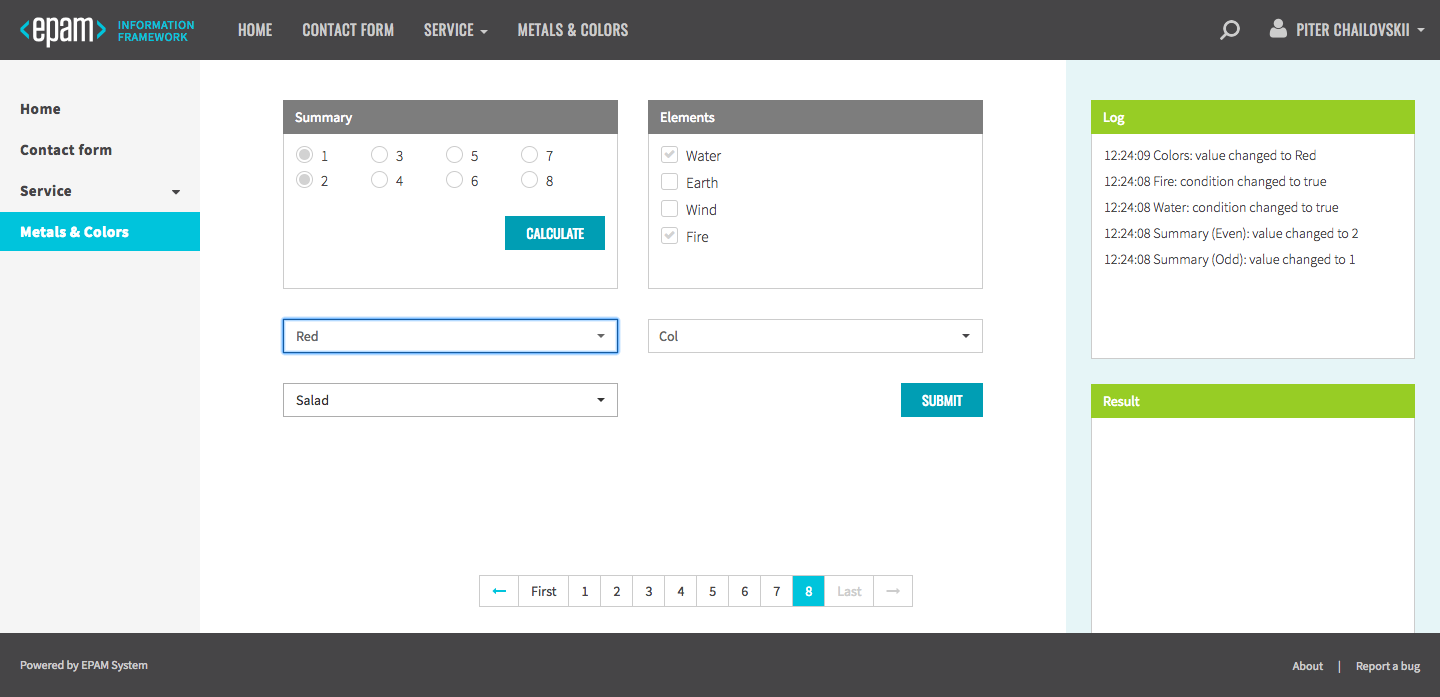 <epam> INFORMATION FRAMEWORK
HOME CONTACT FORM SERVICE METALS & COLORS PITER CHAILOVSKII
Home
Contact form
Service
Metals & Colors
Summary
1 3 5 7
2 4 6 8
CALCULATE
Elements
Water
Earth
Wind
Fire
Red
Col
Salad
SUBMIT
← First 1 2 3 4 5 6 7 8 Last →
Log
12:24:09 Colors: value changed to Red
12:24:08 Fire: condition changed to true
12:24:08 Water: condition changed to true
12:24:08 Summary (Even): value changed to 2
12:24:08 Summary (Odd): value changed to 1
Result
Powered by EPAM System
About | Report a bug